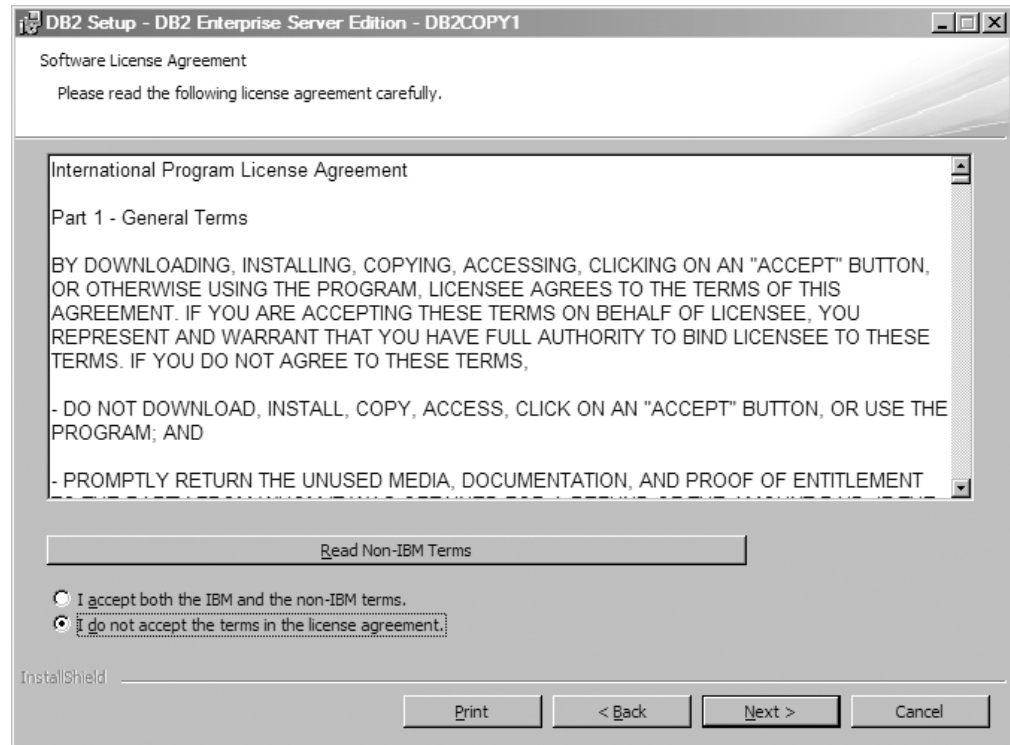 DB2 Setup - DB2 Enterprise Server Edition - DB2COPY1
Software License Agreement
Please read the following license agreement carefully.
International Program License Agreement
Part 1 - General Terms
BY DOWNLOADING, INSTALLING, COPYING, ACCESSING, CLICKING ON AN "ACCEPT" BUTTON,
OR OTHERWISE USING THE PROGRAM, LICENSEE AGREES TO THE TERMS OF THIS
AGREEMENT. IF YOU ARE ACCEPTING THESE TERMS ON BEHALF OF LICENSEE, YOU
REPRESENT AND WARRANT THAT YOU HAVE FULL AUTHORITY TO BIND LICENSEE TO THESE
TERMS. IF YOU DO NOT AGREE TO THESE TERMS,
- DO NOT DOWNLOAD, INSTALL, COPY, ACCESS, CLICK ON AN "ACCEPT" BUTTON, OR USE THE
PROGRAM; AND
- PROMPTLY RETURN THE UNUSED MEDIA, DOCUMENTATION, AND PROOF OF ENTITLEMENT
Read Non-IBM Terms
I accept both the IBM and the non-IBM terms.
I do not accept the terms in the license agreement.
InstallShield
Print
< Back
Next >
Cancel